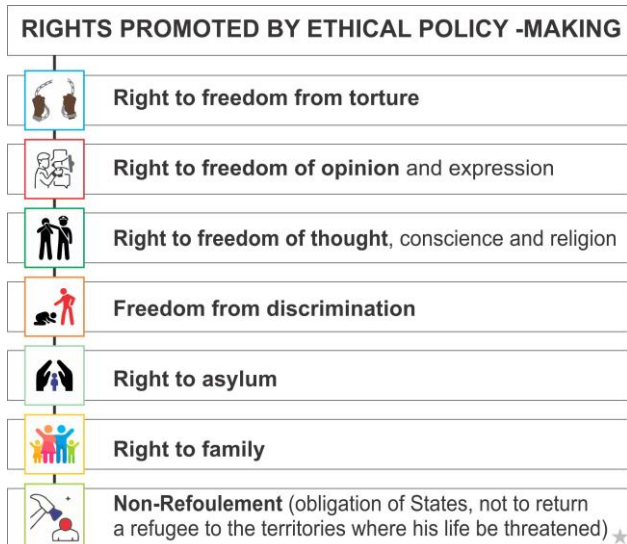 RIGHTS PROMOTED BY ETHICAL POLICY -MAKING
Right to freedom from torture
Right to freedom of opinion and expression
Right to freedom of thought, conscience and religion
Freedom from discrimination
Right to asylum
Right to family
Non-Refoulement (obligation of States, not to return
a refugee to the territories where his life be threatened)